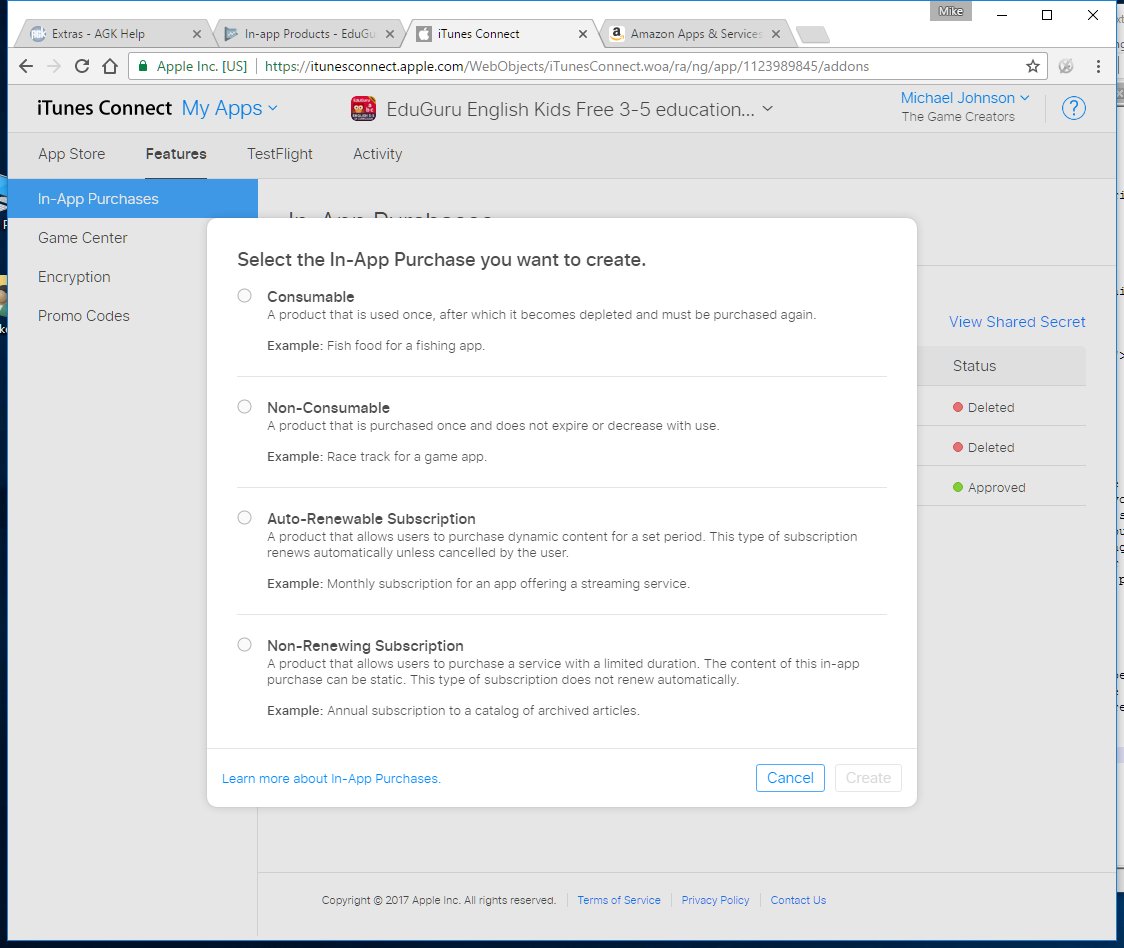 Mike
Extras - AGK Help
In-app Products - EduGu
iTunes Connect
Amazon Apps & Services
Apple Inc. [US]
https://itunesconnect.apple.com/WebObjects/iTunesConnect.woa/ra/ng/app/1123989845/addons
iTunes Connect My Apps
EduGuru English Kids Free 3-5 education...
Michael Johnson
The Game Creators
?
App Store
Features
TestFlight
Activity
In-App Purchases
Game Center
Encryption
Promo Codes
In-App Purchases
Select the In-App Purchase you want to create.
Consumable
A product that is used once, after which it becomes depleted and must be purchased again.
Example: Fish food for a fishing app.
Non-Consumable
A product that is purchased once and does not expire or decrease with use.
Example: Race track for a game app.
Auto-Renewable Subscription
A product that allows users to purchase dynamic content for a set period. This type of subscription
renews automatically unless cancelled by the user.
Example: Monthly subscription for an app offering a streaming service.
Non-Renewing Subscription
A product that allows users to purchase a service with a limited duration. The content of this in-app
purchase can be static. This type of subscription does not renew automatically.
Example: Annual subscription to a catalog of archived articles.
Learn more about In-App Purchases.
Cancel
Create
View Shared Secret
Status
Deleted
Deleted
Approved
Copyright © 2017 Apple Inc. All rights reserved.
Terms of Service
Privacy Policy
Contact Us